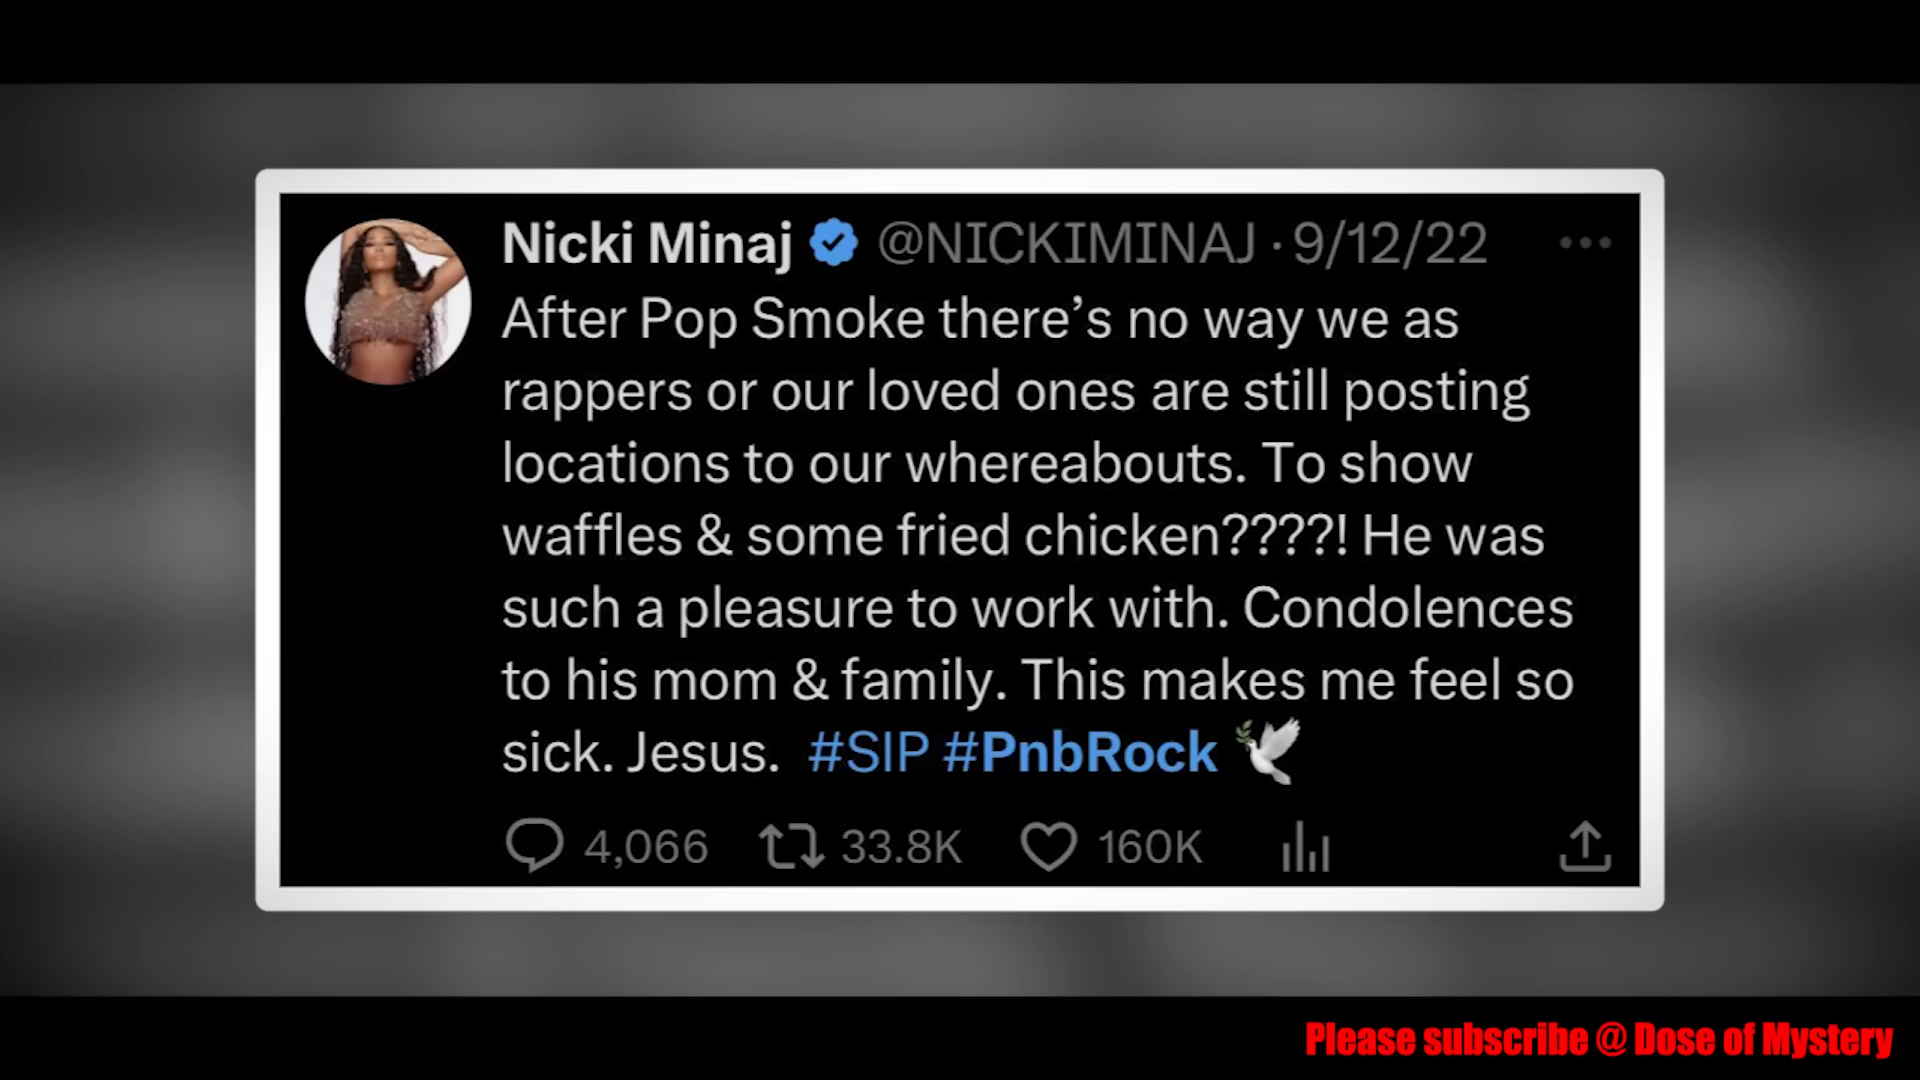 Nicki Minaj @NICKIMINAJ · 9/12/22
After Pop Smoke there’s no way we as
rappers or our loved ones are still posting
locations to our whereabouts. To show
waffles & some fried chicken????! He was
such a pleasure to work with. Condolences
to his mom & family. This makes me feel so
sick. Jesus. #SIP #PnbRock 🕊️
4,066 33.8K 160K
Please subscribe @ Dose of Mystery